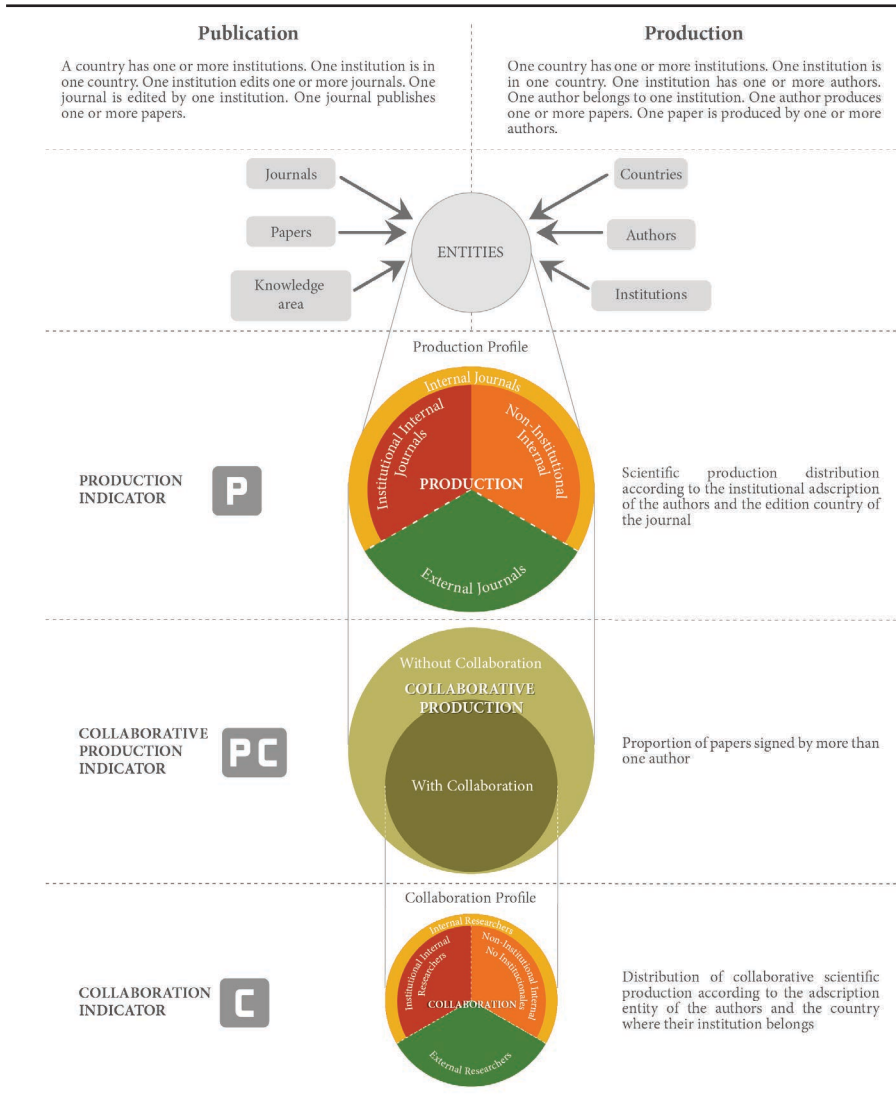 Publication
A country has one or more institutions. One institution is in
one country. One institution edits one or more journals. One
journal is edited by one institution. One journal publishes
one or more papers.
Production
One country has one or more institutions. One institution is
in one country. One institution has one or more authors.
One author belongs to one institution. One author produces
one or more papers. One paper is produced by one or more
authors.
Journals
Papers
Knowledge
area
ENTITIES
Countries
Authors
Institutions
Production Profile
Internal Journals
Institutional Internal
Journals
Non-Institutional
Internal
PRODUCTION
External Journals
PRODUCTION
INDICATOR
P
Scientific production distribution
according to the institutional adscription
of the authors and the edition country of
the journal
Without Collaboration
COLLABORATIVE
PRODUCTION
With Collaboration
COLLABORATIVE
PRODUCTION
INDICATOR
PC
Proportion of papers signed by more than
one author
Collaboration Profile
Internal Researchers
Institutional Internal
Researchers
Non-Institutional Internal
No Institucionales
COLLABORATION
External Researchers
COLLABORATION
INDICATOR
C
Distribution of collaborative scientific
production according to the adscription
entity of the authors and the country
where their institution belongs